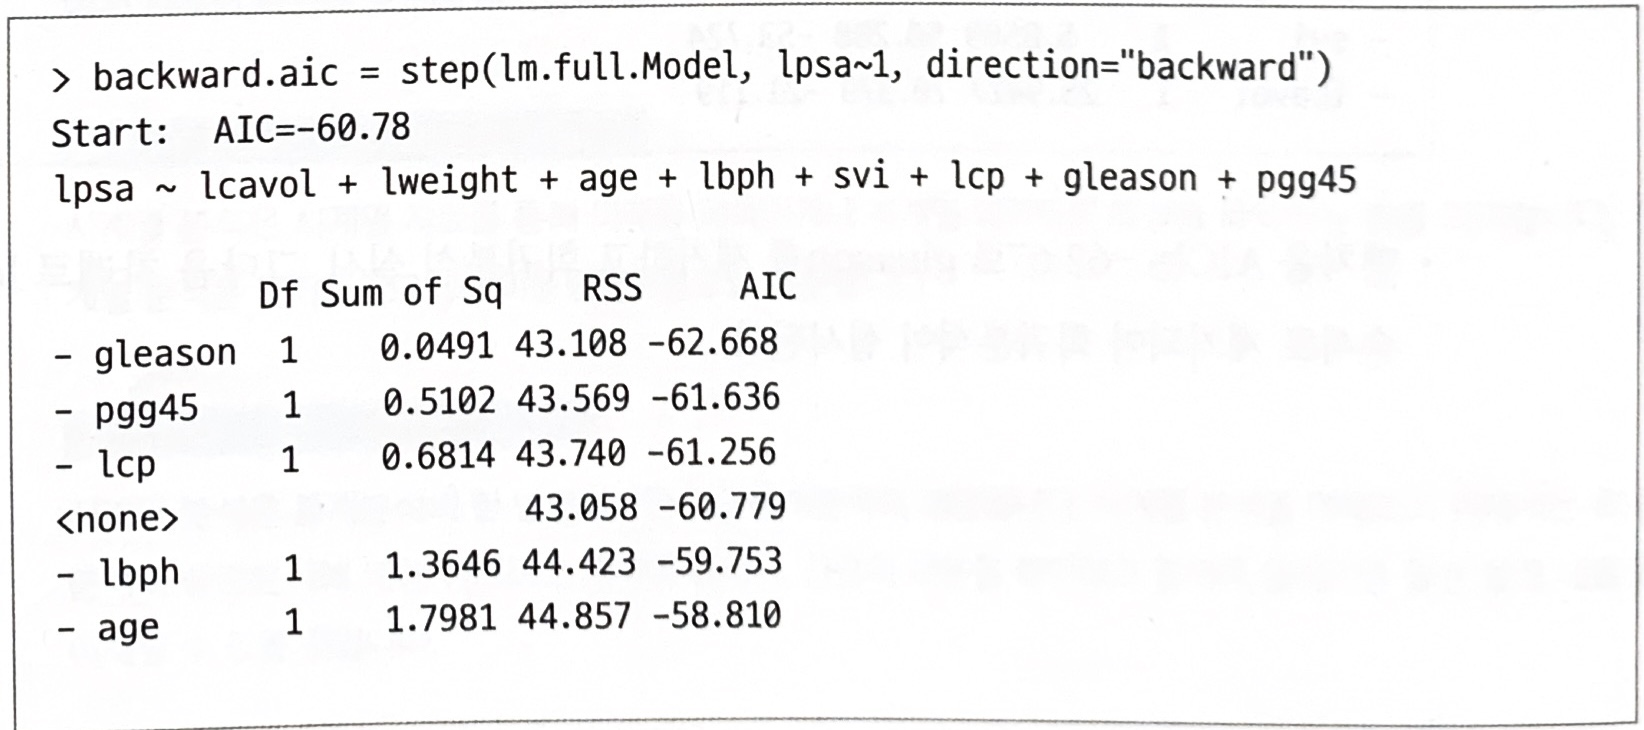 > backward.aic = step(lm.full.Model, lpsa~1, direction="backward")
Start:  AIC=-60.78
lpsa ~ lcavol + lweight + age + lbph + svi + lcp + gleason + pgg45
Df Sum of Sq RSS AIC
- gleason 1 0.0491 43.108 -62.668
- pgg45 1 0.5102 43.569 -61.636
- lcp 1 0.6814 43.740 -61.256
<none> 43.058 -60.779
- lbph 1 1.3646 44.423 -59.753
- age 1 1.7981 44.857 -58.810